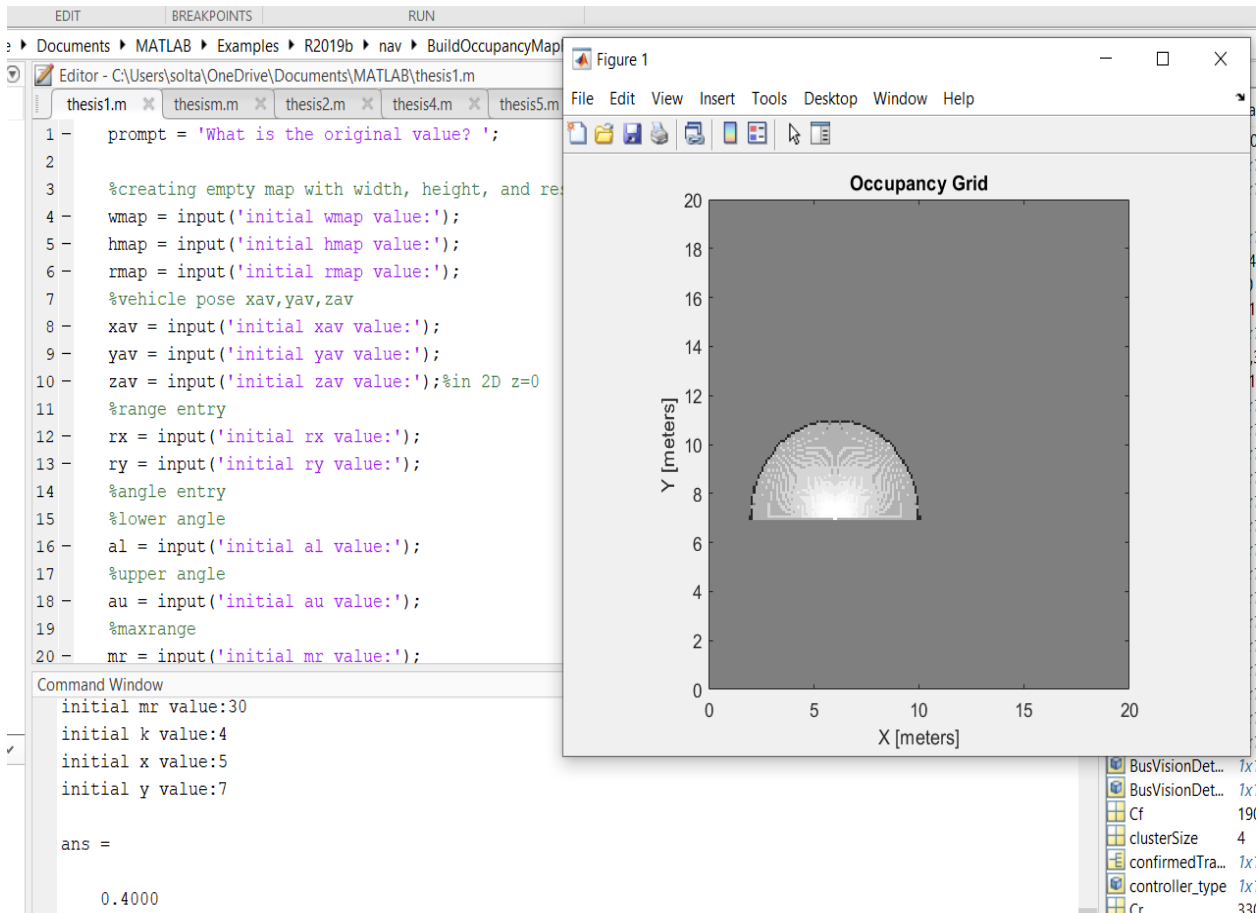 EDIT BREAKPOINTS RUN
Documents ▸ MATLAB ▸ Examples ▸ R2019b ▸ nav ▸
Editor - C:\Users\solta\OneDrive\Documents\MATLAB\thesis1.m
thesis1.m thesism.m thesis2.m thesis4.m thesis5.m
1 prompt = 'What is the original value? ';
2
3 %creating empty map with width, height, and
4 wmap = input('initial wmap value:');
5 hmap = input('initial hmap value:');
6 rmap = input('initial rmap value:');
7 %vehicle pose xav,yav,zav
8 xav = input('initial xav value:');
9 yav = input('initial yav value:');
10 zav = input('initial zav value:');%in 2D z=0
11 %range entry
12 rx = input('initial rx value:');
13 ry = input('initial ry value:');
14 %angle entry
15 %lower angle
16 al = input('initial al value:');
17 %upper angle
18 au = input('initial au value:');
19 %maxrange
20 mr = input('initial mr value:');
Command Window
initial mr value:30
initial k value:4
initial x value:5
initial y value:7
ans =
0.4000
Figure 1
File Edit View Insert Tools Desktop Window Help
Occupancy Grid
20
18
16
14
12
10
8
6
4
2
0
Y [meters]
0 5 10 15 20
X [meters]
BusVisionDet...
BusVisionDet...
Cf
clusterSize 4
confirmedTra...
controller_type
Cr